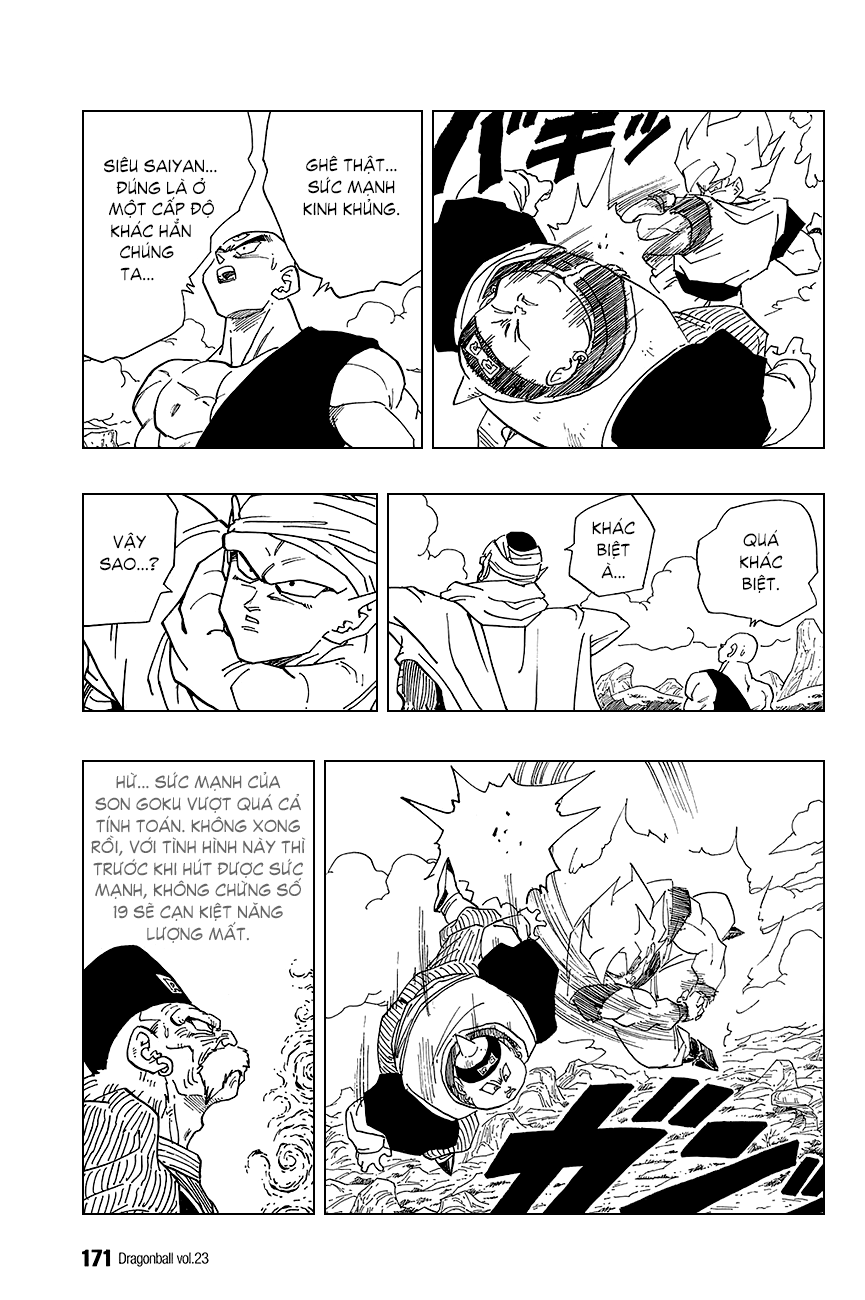 バキッ
GHÊ THẬT...
SỨC MẠNH
KINH KHỦNG.
SIÊU SAIYAN...
ĐÚNG LÀ Ở
MỘT CẤP ĐỘ
KHÁC HẲN
CHÚNG
TA...
QUÁ
KHÁC
BIỆT.
KHÁC
BIỆT
À...
VẬY
SAO...?
ガンッ
HỪ... SỨC MẠNH CỦA
SON GOKU VƯỢT QUÁ CẢ
TÍNH TOÁN. KHÔNG XONG
RỒI, VỚI TÌNH HÌNH NÀY THÌ
TRƯỚC KHI HÚT ĐƯỢC SỨC
MẠNH, KHÔNG CHỪNG SỐ
19 SẼ CẠN KIỆT NĂNG
LƯỢNG MẤT.
171 Dragonball vol.23